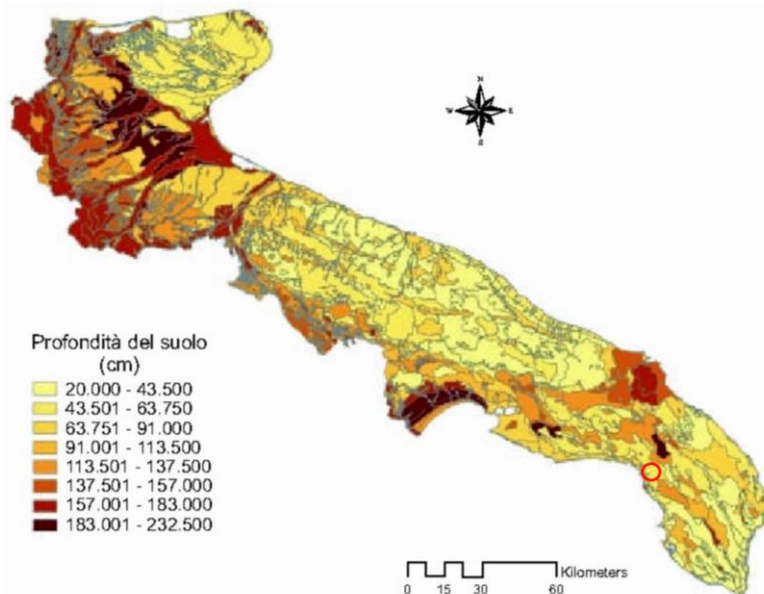 N
W E
S
Profondità del suolo
(cm)
20.000 - 43.500
43.501 - 63.750
63.751 - 91.000
91.001 - 113.500
113.501 - 137.500
137.501 - 157.000
157.001 - 183.000
183.001 - 232.500
Kilometers
0 15 30 60